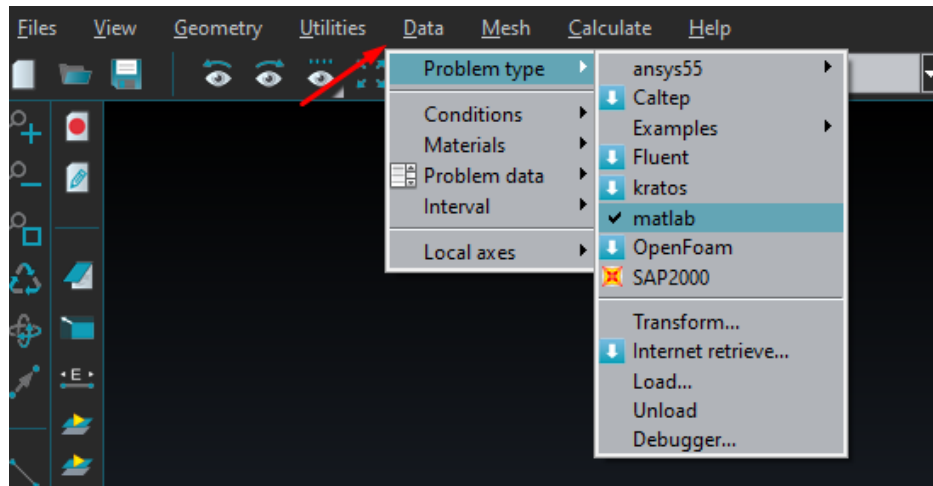 Files View Geometry Utilities Data Mesh Calculate Help
Problem type
Conditions
Materials
Problem data
Interval
Local axes
ansys55
Caltep
Examples
Fluent
kratos
matlab
OpenFoam
SAP2000
Transform...
Internet retrieve...
Load...
Unload
Debugger...
E